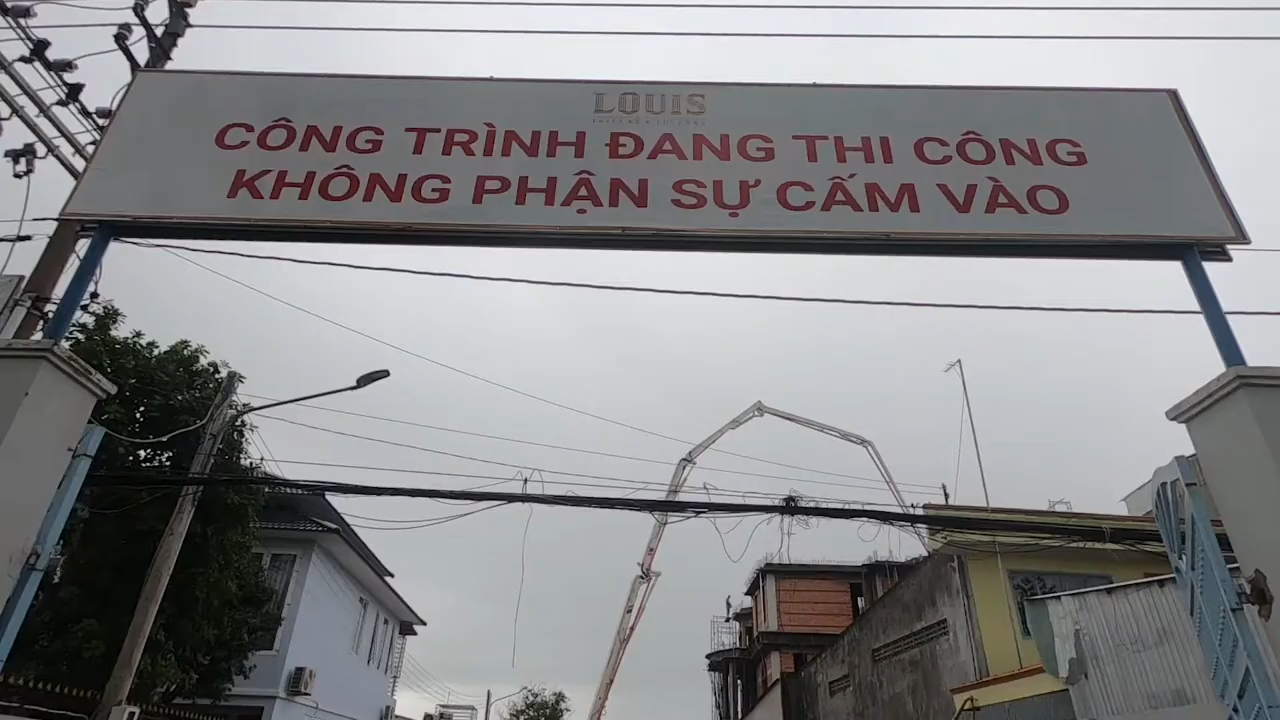 LOUIS
CÔNG TRÌNH ĐANG THI CÔNG
KHÔNG PHẬN SỰ CẤM VÀO